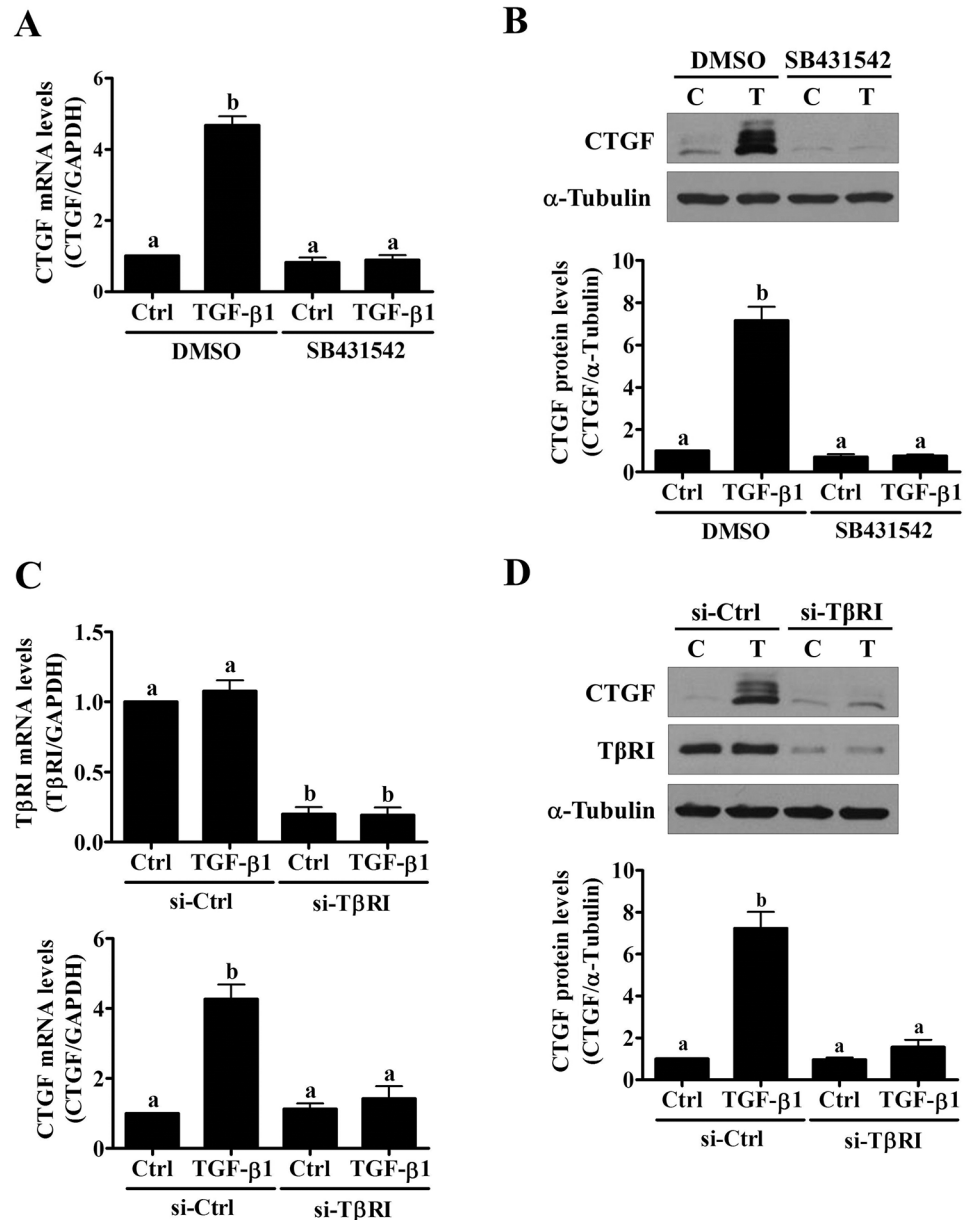 A
CTGF mRNA levels
(CTGF/GAPDH)
6
4
2
0
a
b
a
a
Ctrl TGF-β1 Ctrl TGF-β1
DMSO SB431542
B
DMSO SB431542
C T C T
CTGF
α-Tubulin
CTGF protein levels
(CTGF/α-Tubulin)
10
8
6
4
2
0
a
b
a
a
Ctrl TGF-β1 Ctrl TGF-β1
DMSO SB431542
C
TβRI mRNA levels
(TβRI/GAPDH)
1.5
1.0
0.5
0.0
a
a
b
b
Ctrl TGF-β1 Ctrl TGF-β1
si-Ctrl si-TβRI
CTGF mRNA levels
(CTGF/GAPDH)
6
4
2
0
a
b
a
a
Ctrl TGF-β1 Ctrl TGF-β1
si-Ctrl si-TβRI
D
si-Ctrl si-TβRI
C T C T
CTGF
TβRI
α-Tubulin
CTGF protein levels
(CTGF/α-Tubulin)
10
8
6
4
2
0
a
b
a
a
Ctrl TGF-β1 Ctrl TGF-β1
si-Ctrl si-TβRI